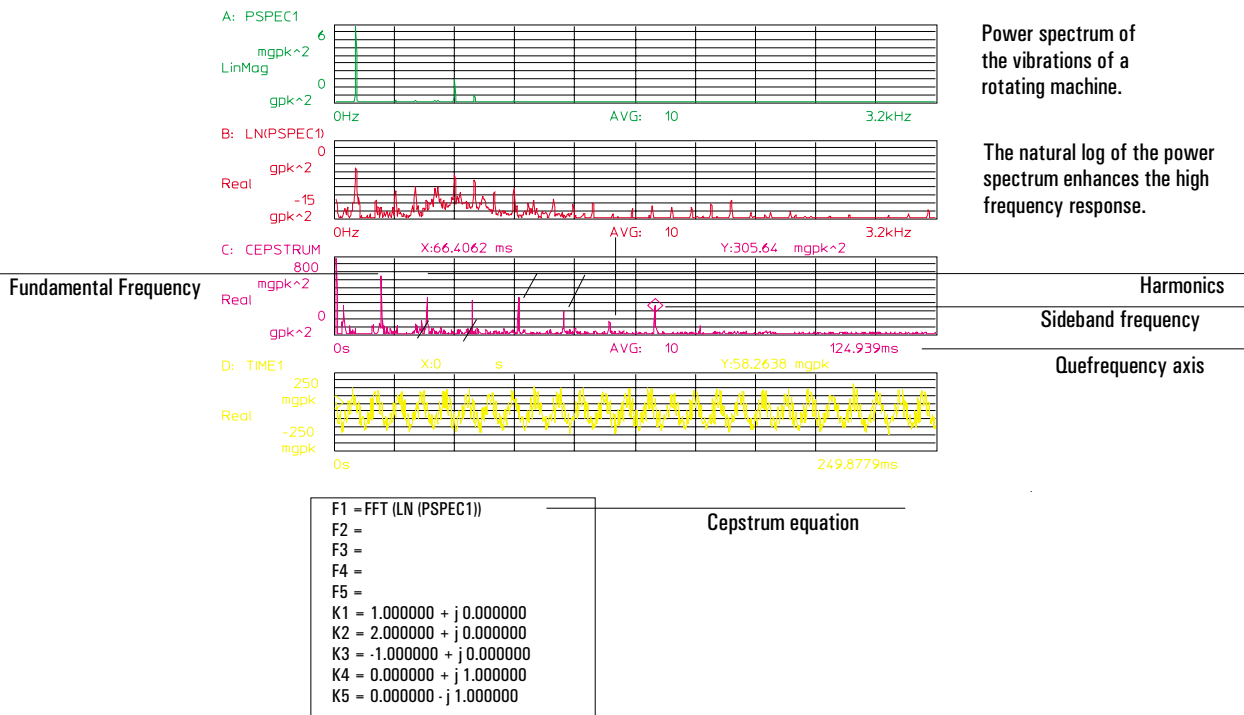 A: PSPEC1
6
mgpk^2
LinMag
0
gpk^2
0Hz
AVG: 10
3.2kHz
Power spectrum of
the vibrations of a
rotating machine.
B: LN(PSPEC1)
0
gpk^2
Real
-15
gpk^2
0Hz
AVG: 10
3.2kHz
The natural log of the power
spectrum enhances the high
frequency response.
C: CEPSTRUM
X:66.4062 ms
Y:305.64 mgpk^2
800
mgpk^2
Real
0
gpk^2
0s
AVG: 10
124.939ms
Fundamental Frequency
Harmonics
Sideband frequency
Quefrequency axis
D: TIME1
X:0 s
Y:58.2638 mgpk
250
mgpk
Real
-250
mgpk
0s
249.8779ms
F1 = FFT (LN (PSPEC1))
F2 =
F3 =
F4 =
F5 =
K1 = 1.000000 + j 0.000000
K2 = 2.000000 + j 0.000000
K3 = -1.000000 + j 0.000000
K4 = 0.000000 + j 1.000000
K5 = 0.000000 - j 1.000000
Cepstrum equation